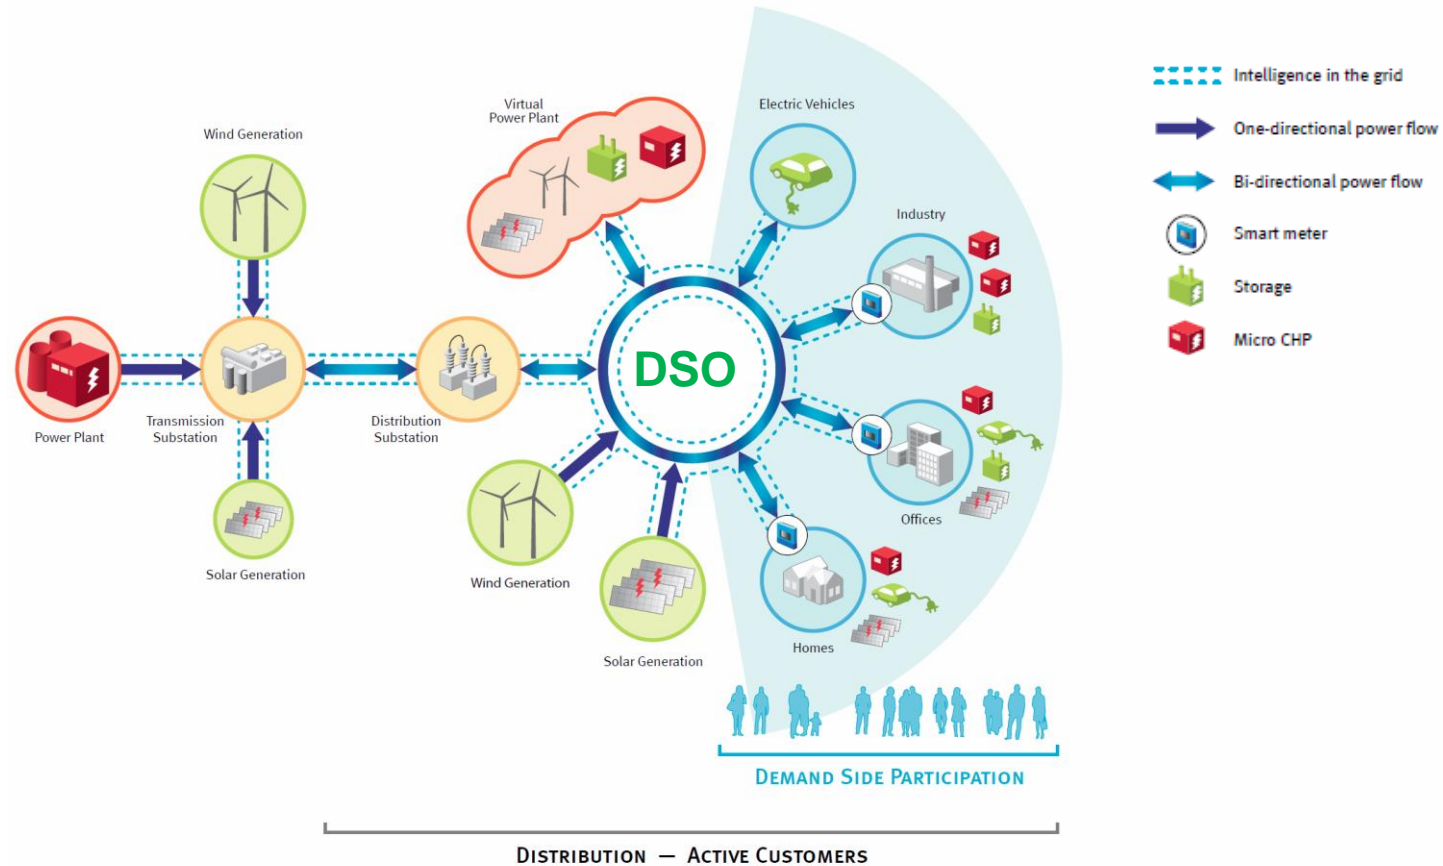 Virtual
Power Plant
Electric Vehicles
Wind Generation
Industry
DSO
Power Plant
Transmission
Substation
Distribution
Substation
Offices
Solar Generation
Wind Generation
Homes
Solar Generation
Intelligence in the grid
One-directional power flow
Bi-directional power flow
Smart meter
Storage
Micro CHP
DEMAND SIDE PARTICIPATION
DISTRIBUTION — ACTIVE CUSTOMERS